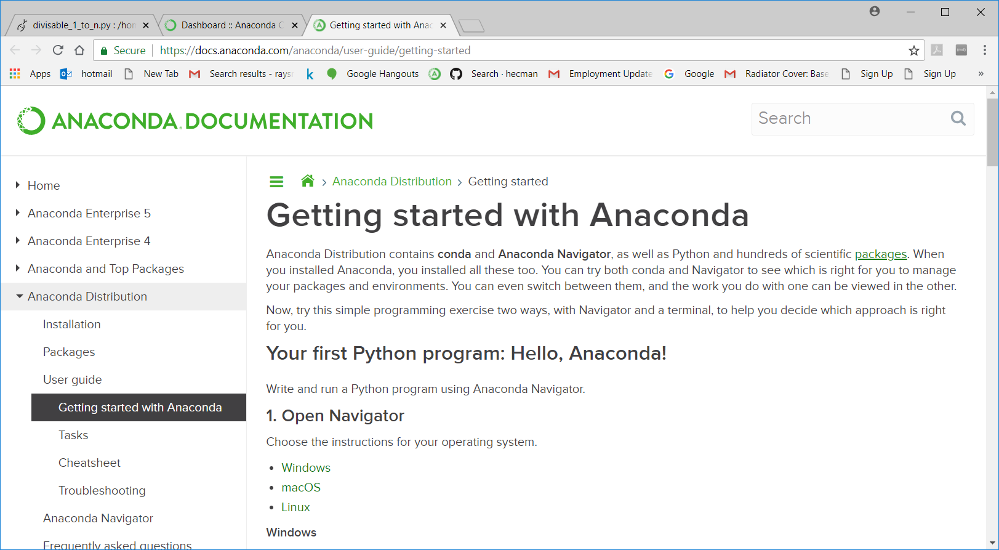 divisable_1_to_n.py : /hon
Dashboard :: Anaconda C
Getting started with Anac
Secure
https://docs.anaconda.com/anaconda/user-guide/getting-started
Apps
hotmail
New Tab
Search results - raysr
Google Hangouts
Search · hecman
Employment Update
Google
Radiator Cover: Base
Sign Up
Sign Up
»
ANACONDA. DOCUMENTATION
Search
Home
Anaconda Enterprise 5
Anaconda Enterprise 4
Anaconda and Top Packages
Anaconda Distribution
Installation
Packages
User guide
Getting started with Anaconda
Tasks
Cheatsheet
Troubleshooting
Anaconda Navigator
Frequently asked questions
Anaconda Distribution › Getting started
Getting started with Anaconda
Anaconda Distribution contains conda and Anaconda Navigator, as well as Python and hundreds of scientific packages. When
you installed Anaconda, you installed all these too. You can try both conda and Navigator to see which is right for you to manage
your packages and environments. You can even switch between them, and the work you do with one can be viewed in the other.
Now, try this simple programming exercise two ways, with Navigator and a terminal, to help you decide which approach is right
for you.
Your first Python program: Hello, Anaconda!
Write and run a Python program using Anaconda Navigator.
1. Open Navigator
Choose the instructions for your operating system.
• Windows
• macOS
• Linux
Windows